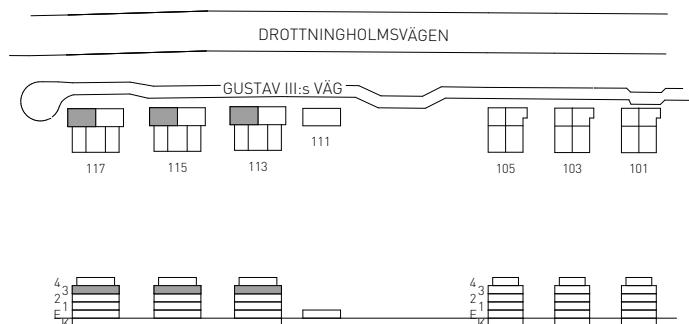 DROTTNINGHOLMSVÄGEN
GUSTAV III:s VÄG
117 115 113 111 105 103 101
4 4
3 3
2 2
1 1
E E
K K